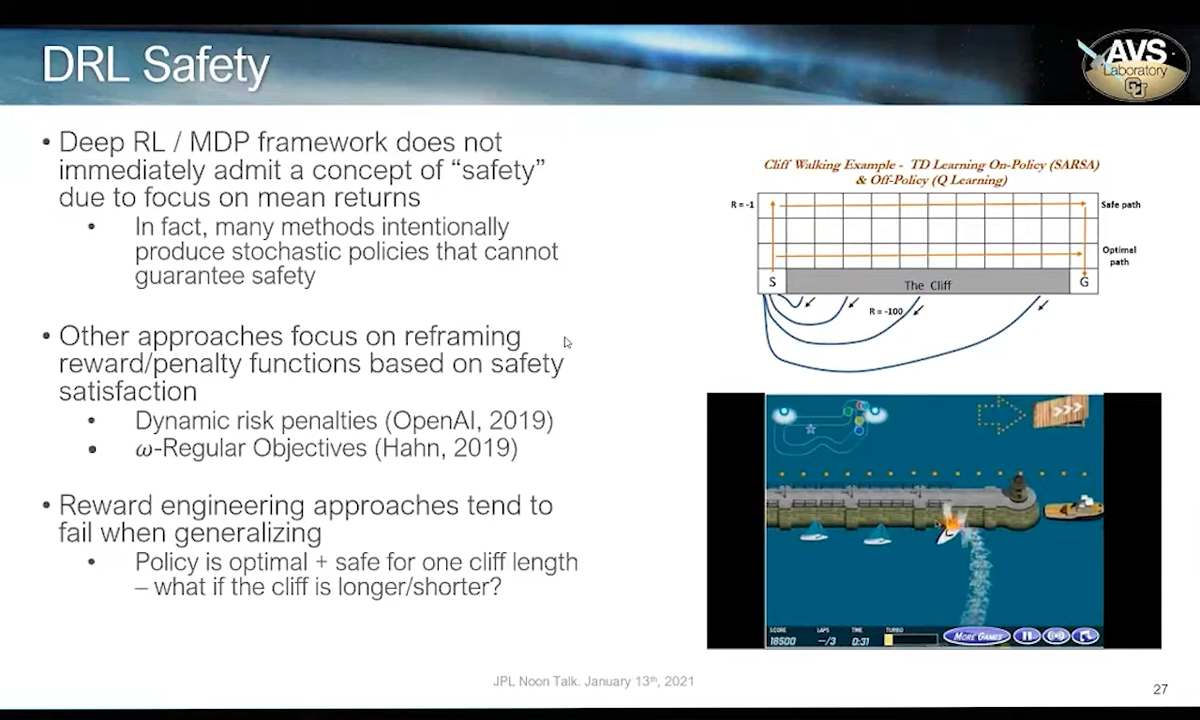 DRL Safety
AVS
Laboratory
CU
• Deep RL / MDP framework does not
immediately admit a concept of “safety”
due to focus on mean returns
• In fact, many methods intentionally
produce stochastic policies that cannot
guarantee safety
• Other approaches focus on reframing
reward/penalty functions based on safety
satisfaction
• Dynamic risk penalties (OpenAI, 2019)
• ω-Regular Objectives (Hahn, 2019)
• Reward engineering approaches tend to
fail when generalizing
• Policy is optimal + safe for one cliff length
– what if the cliff is longer/shorter?
Cliff Walking Example - TD Learning On-Policy (SARSA)
& Off-Policy (Q Learning)
R = -1
Safe path
Optimal
path
S
The Cliff
G
R = -100
SCORE LAPS TIME TURBO
18500 –/3 0:31
MORE GAMES
JPL Noon Talk. January 13th, 2021
27